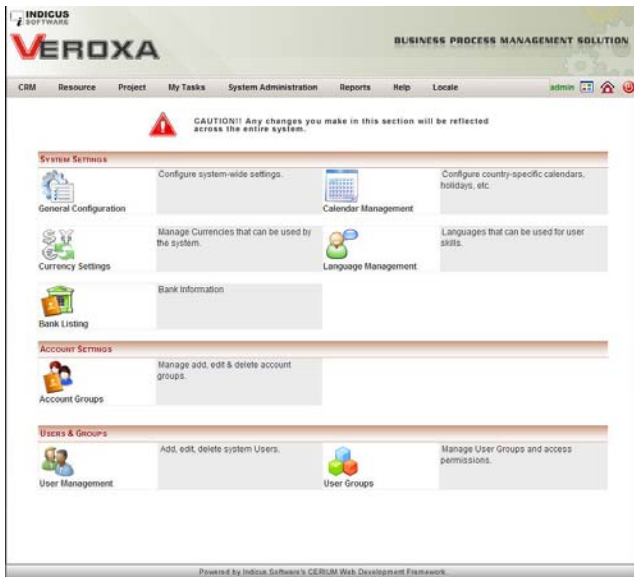 INDICUS
SOFTWARE
VEROXA
BUSINESS PROCESS MANAGEMENT SOLUTION
CRM Resource Project My Tasks System Administration Reports Help Locale admin
CAUTION!! Any changes you make in this section will be reflected
across the entire system.
SYSTEM SETTINGS
General Configuration
Configure system-wide settings.
Calendar Management
Configure country-specific calendars,
holidays, etc.
Currency Settings
Manage Currencies that can be used by
the system.
Language Management
Languages that can be used for user
skills.
Bank Listing
Bank Information
ACCOUNT SETTINGS
Account Groups
Manage add, edit & delete account
groups.
USERS & GROUPS
User Management
Add, edit, delete system Users.
User Groups
Manage User Groups and access
permissions.
Powered by Indicus Software's CERIUM Web Development Framework.